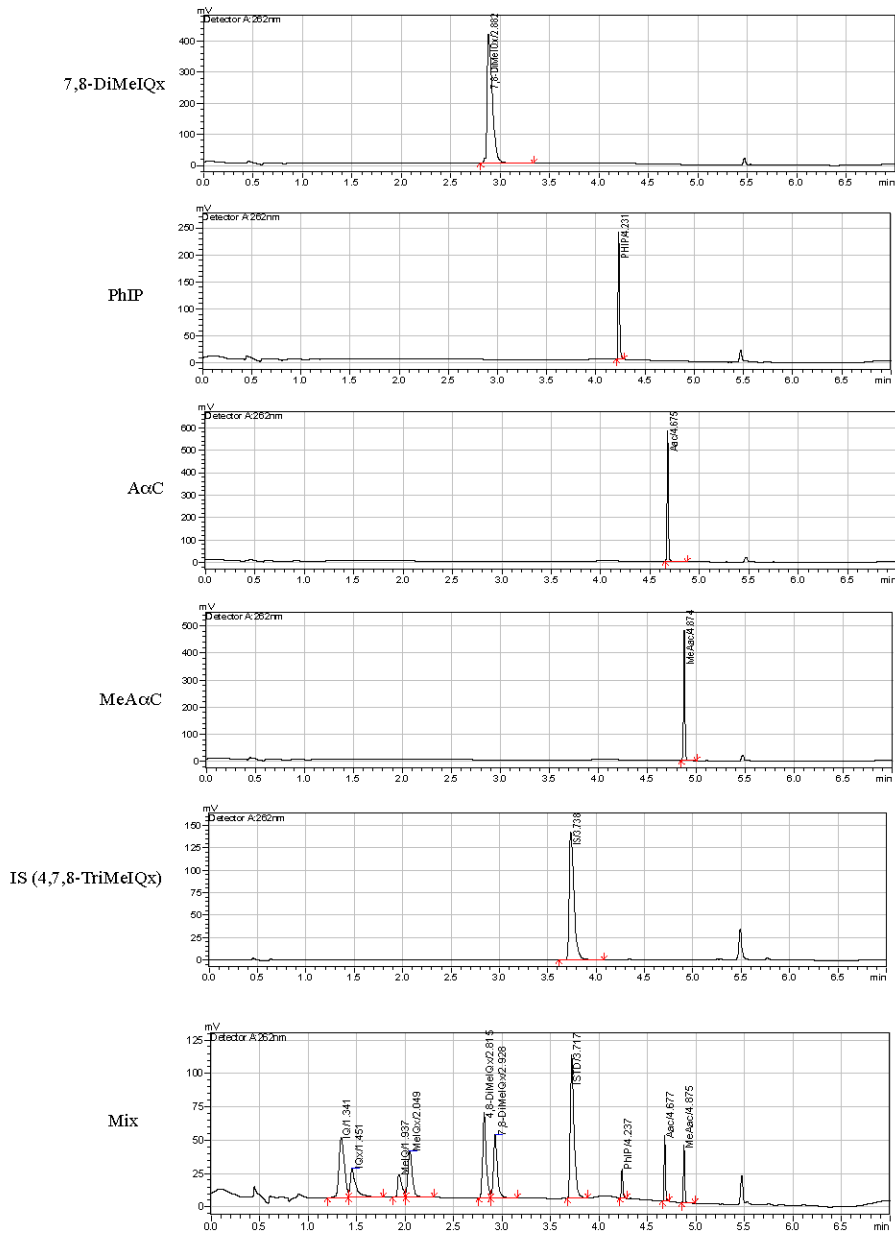 mV
Detector A:262nm
7,8-DiMeIQx/2.882
400
300
200
100
0
7,8-DiMeIQx
0.0 0.5 1.0 1.5 2.0 2.5 3.0 3.5 4.0 4.5 5.0 5.5 6.0 6.5 min
mV
Detector A:262nm
PHIP/4.231
250
200
150
100
50
0
PhIP
0.0 0.5 1.0 1.5 2.0 2.5 3.0 3.5 4.0 4.5 5.0 5.5 6.0 6.5 min
mV
Detector A:262nm
Aac/4.675
600
500
400
300
200
100
0
AαC
0.0 0.5 1.0 1.5 2.0 2.5 3.0 3.5 4.0 4.5 5.0 5.5 6.0 6.5 min
mV
Detector A:262nm
MeAac/4.874
500
400
300
200
100
0
MeAαC
0.0 0.5 1.0 1.5 2.0 2.5 3.0 3.5 4.0 4.5 5.0 5.5 6.0 6.5 min
mV
Detector A:262nm
IS/3.738
150
125
100
75
50
25
0
IS (4,7,8-TriMeIQx)
0.0 0.5 1.0 1.5 2.0 2.5 3.0 3.5 4.0 4.5 5.0 5.5 6.0 6.5 min
mV
Detector A:262nm
125
100
75
50
25
0
Mix
IQ/1.341
IQx/1.451
MeIQ/1.937
MeIQx/2.049
4,8-DiMeIQx/2.815
7,8-DiMeIQx/2.928
ISTD/3.717
PhIP/4.237
Aac/4.677
MeAac/4.875
0.0 0.5 1.0 1.5 2.0 2.5 3.0 3.5 4.0 4.5 5.0 5.5 6.0 6.5 min